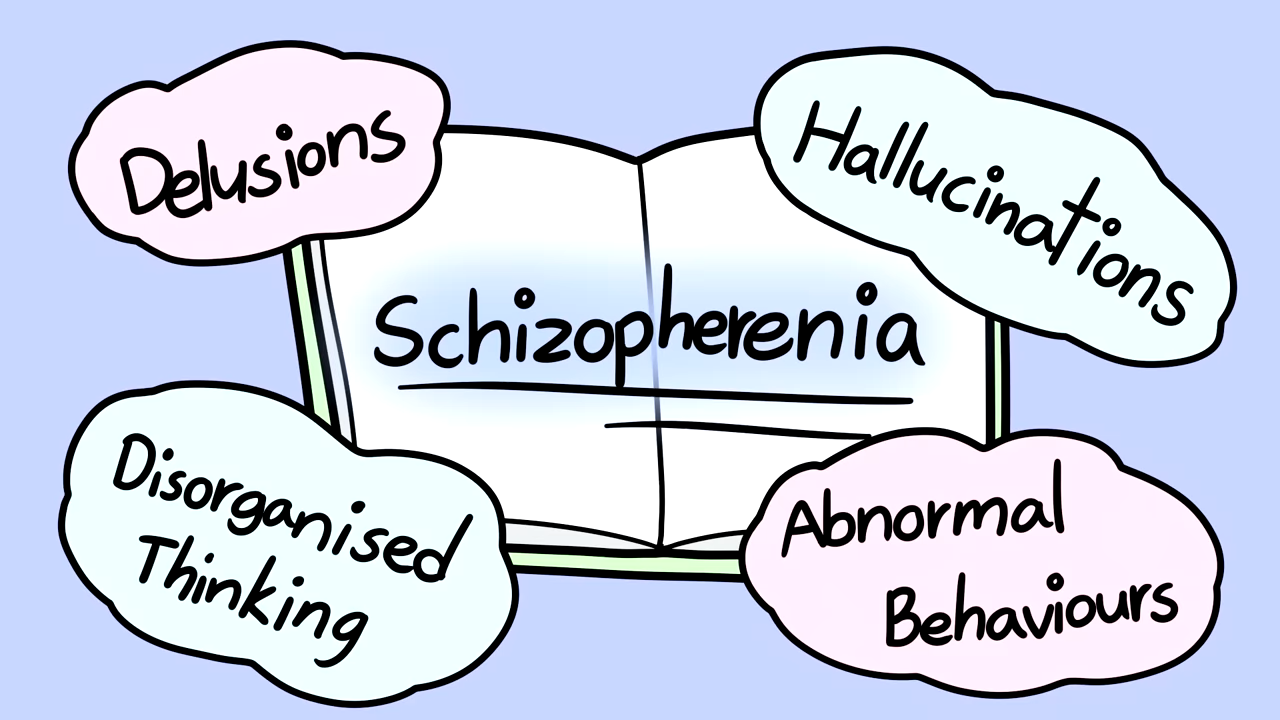 Delusions
Hallucinations
Schizopherenia
Disorganised
Thinking
Abnormal
Behaviours